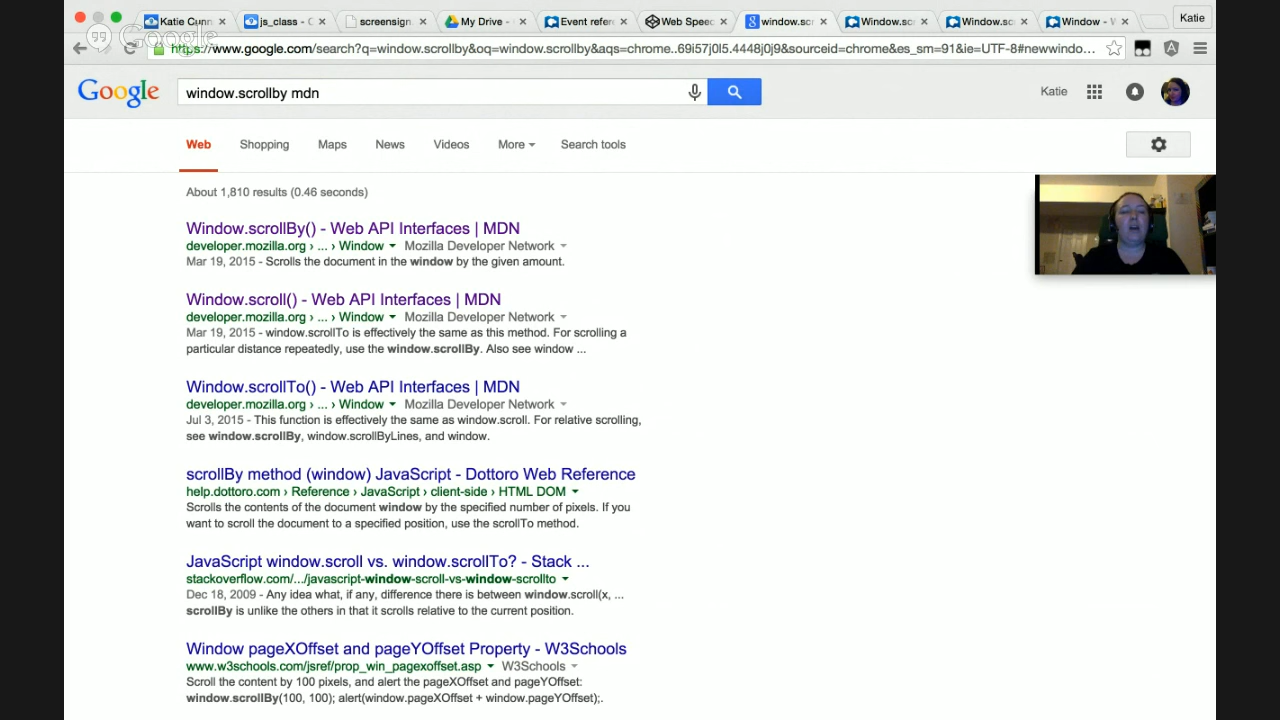 Katie Cunn
js_class - G
screensign.
My Drive -
Event refere
Web Speec
window.scr
Window.scr
Window.scr
Window - W
Katie
Google
https://www.google.com/search?q=window.scrollby&oq=window.scrollby&aqs=chrome..69i57j0l5.4448j0j9&sourceid=chrome&es_sm=91&ie=UTF-8#newwindo...
Google
window.scrollby mdn
Katie
Web Shopping Maps News Videos More Search tools
About 1,810 results (0.46 seconds)
Window.scrollBy() - Web API Interfaces | MDN
developer.mozilla.org › ... › Window Mozilla Developer Network
Mar 19, 2015 - Scrolls the document in the window by the given amount.
Window.scroll() - Web API Interfaces | MDN
developer.mozilla.org › ... › Window Mozilla Developer Network
Mar 19, 2015 - window.scrollTo is effectively the same as this method. For scrolling a
particular distance repeatedly, use the window.scrollBy. Also see window ...
Window.scrollTo() - Web API Interfaces | MDN
developer.mozilla.org › ... › Window Mozilla Developer Network
Jul 3, 2015 - This function is effectively the same as window.scroll. For relative scrolling,
see window.scrollBy, window.scrollByLines, and window.
scrollBy method (window) JavaScript - Dottoro Web Reference
help.dottoro.com › Reference › JavaScript › client-side › HTML DOM
Scrolls the contents of the document window by the specified number of pixels. If you
want to scroll the document to a specified position, use the scrollTo method.
JavaScript window.scroll vs. window.scrollTo? - Stack ...
stackoverflow.com/.../javascript-window-scroll-vs-window-scrollto
Dec 18, 2009 - Any idea what, if any, difference there is between window.scroll(x, ...
scrollBy is unlike the others in that it scrolls relative to the current position.
Window pageXOffset and pageYOffset Property - W3Schools
www.w3schools.com/jsref/prop_win_pagexoffset.asp W3Schools
Scroll the content by 100 pixels, and alert the pageXOffset and pageYOffset:
window.scrollBy(100, 100); alert(window.pageXOffset + window.pageYOffset);.